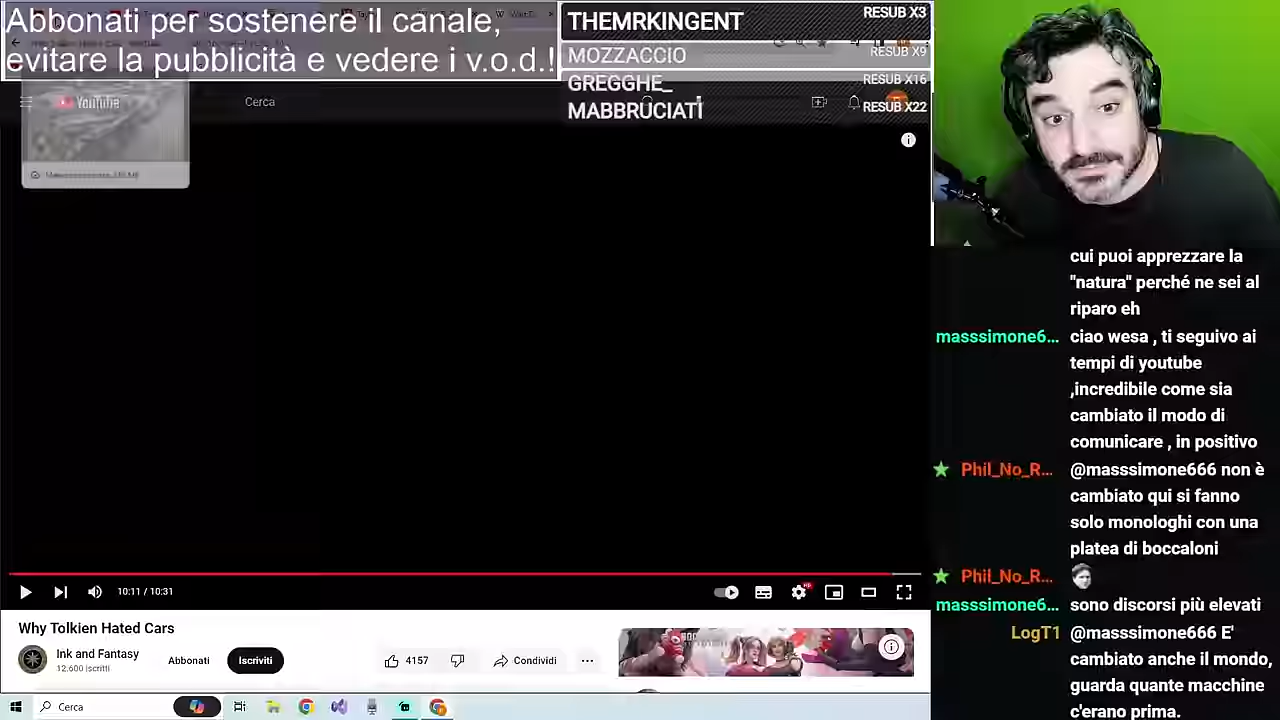 Abbonati per sostenere il canale,
evitare la pubblicità e vedere i v.o.d.!
THEMRKINGENT RESUB X3
MOZZACCIO RESUB X9
GREGGHE_ RESUB X16
MABBRUCIATI RESUB X22
YouTube
Cerca
10:11 / 10:31
Why Tolkien Hated Cars
Ink and Fantasy
12.600 iscritti
Abbonati
Iscriviti
4157
Condividi
Cerca
cui puoi apprezzare la
"natura" perché ne sei al
riparo eh
masssimone6... ciao wesa , ti seguivo ai
tempi di youtube
,incredibile come sia
cambiato il modo di
comunicare , in positivo
Phil_No_R... @masssimone666 non è
cambiato qui si fanno
solo monologhi con una
platea di boccaloni
Phil_No_R...
masssimone6... sono discorsi più elevati
LogT1 @masssimone666 E'
cambiato anche il mondo,
guarda quante macchine
c'erano prima.